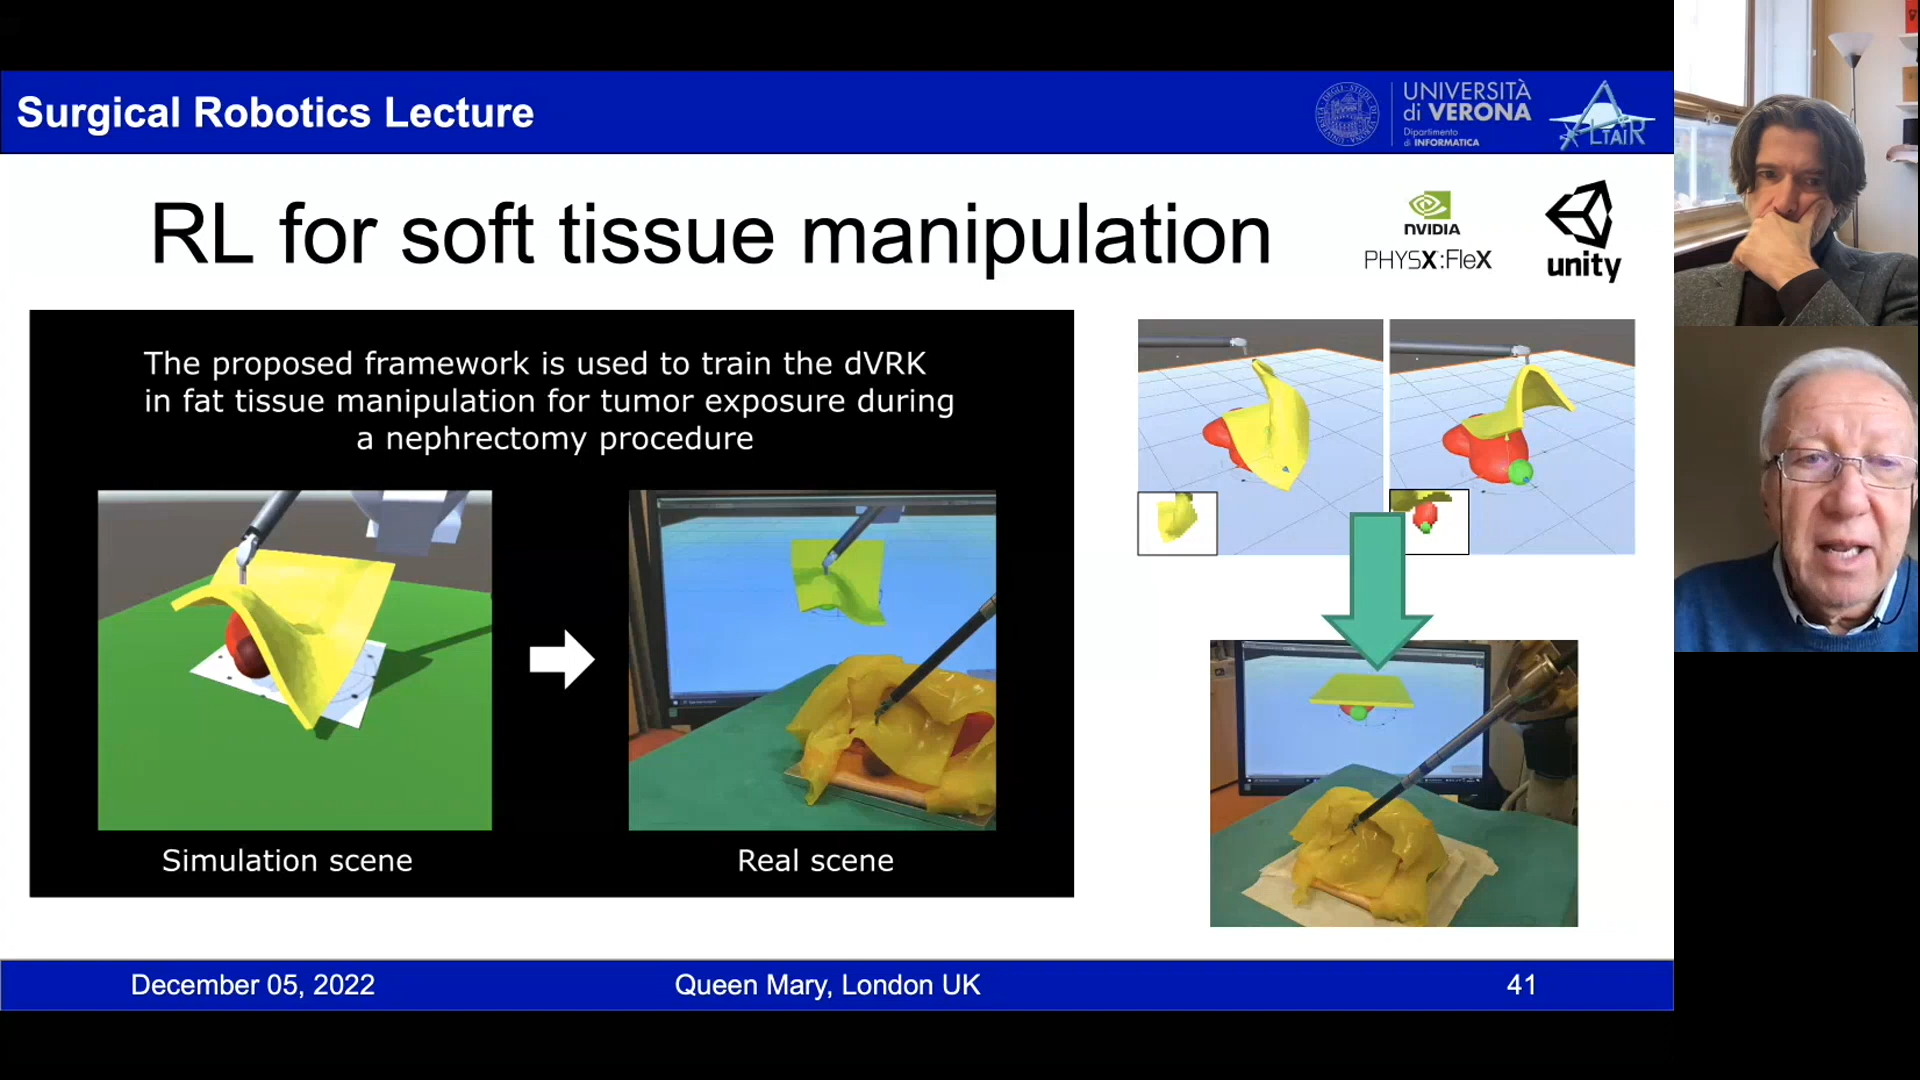 Surgical Robotics Lecture
UNIVERSITÀ
di VERONA
Dipartimento
di INFORMATICA
ALTAIR
RL for soft tissue manipulation
NVIDIA
PHYSX:FleX
unity
The proposed framework is used to train the dVRK
in fat tissue manipulation for tumor exposure during
a nephrectomy procedure
Simulation scene
Real scene
December 05, 2022
Queen Mary, London UK
41